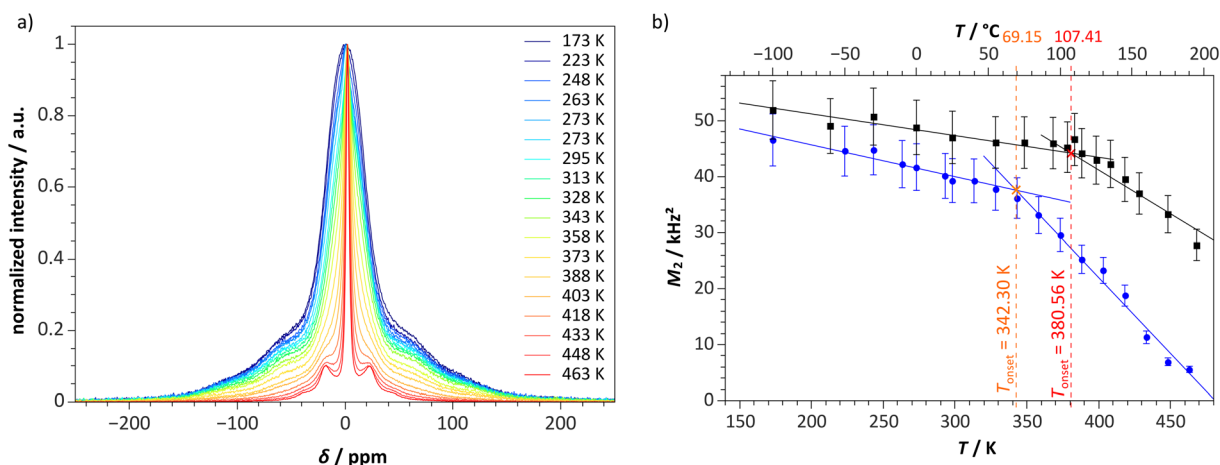 a)
normalized intensity / a.u.
1
0.8
0.6
0.4
0.2
0
−200
−100
0
100
200
δ / ppm
173 K
223 K
248 K
263 K
273 K
273 K
295 K
313 K
328 K
343 K
358 K
373 K
388 K
403 K
418 K
433 K
448 K
463 K
b)
T / °C
69.15
107.41
−100
−50
0
50
100
150
200
M₂ / kHz²
50
40
30
20
10
0
T onset = 342.30 K
T onset = 380.56 K
150
200
250
300
350
400
450
T / K